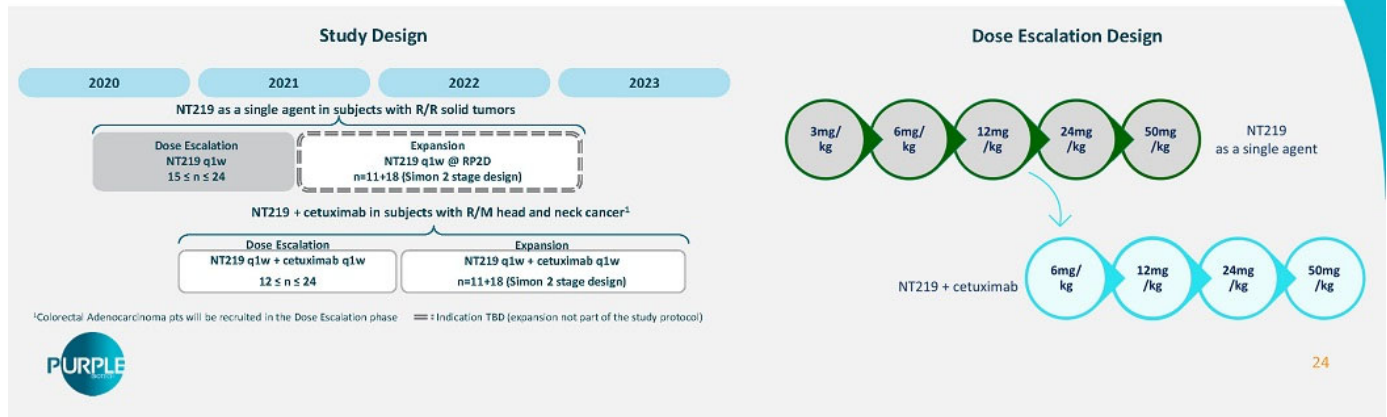 Study Design
2020
2021
2022
2023
NT219 as a single agent in subjects with R/R solid tumors
Dose Escalation
NT219 q1w
15 ≤ n ≤ 24
Expansion
NT219 q1w @ RP2D
n=11+18 (Simon 2 stage design)
NT219 + cetuximab in subjects with R/M head and neck cancer¹
Dose Escalation
NT219 q1w + cetuximab q1w
12 ≤ n ≤ 24
Expansion
NT219 q1w + cetuximab q1w
n=11+18 (Simon 2 stage design)
¹Colorectal Adenocarcinoma pts will be recruited in the Dose Escalation phase
: Indication TBD (expansion not part of the study protocol)
PURPLE
Dose Escalation Design
3mg/
kg
6mg/
kg
12mg
/kg
24mg
/kg
50mg
/kg
NT219
as a single agent
NT219 + cetuximab
6mg/
kg
12mg
/kg
24mg
/kg
50mg
/kg
24